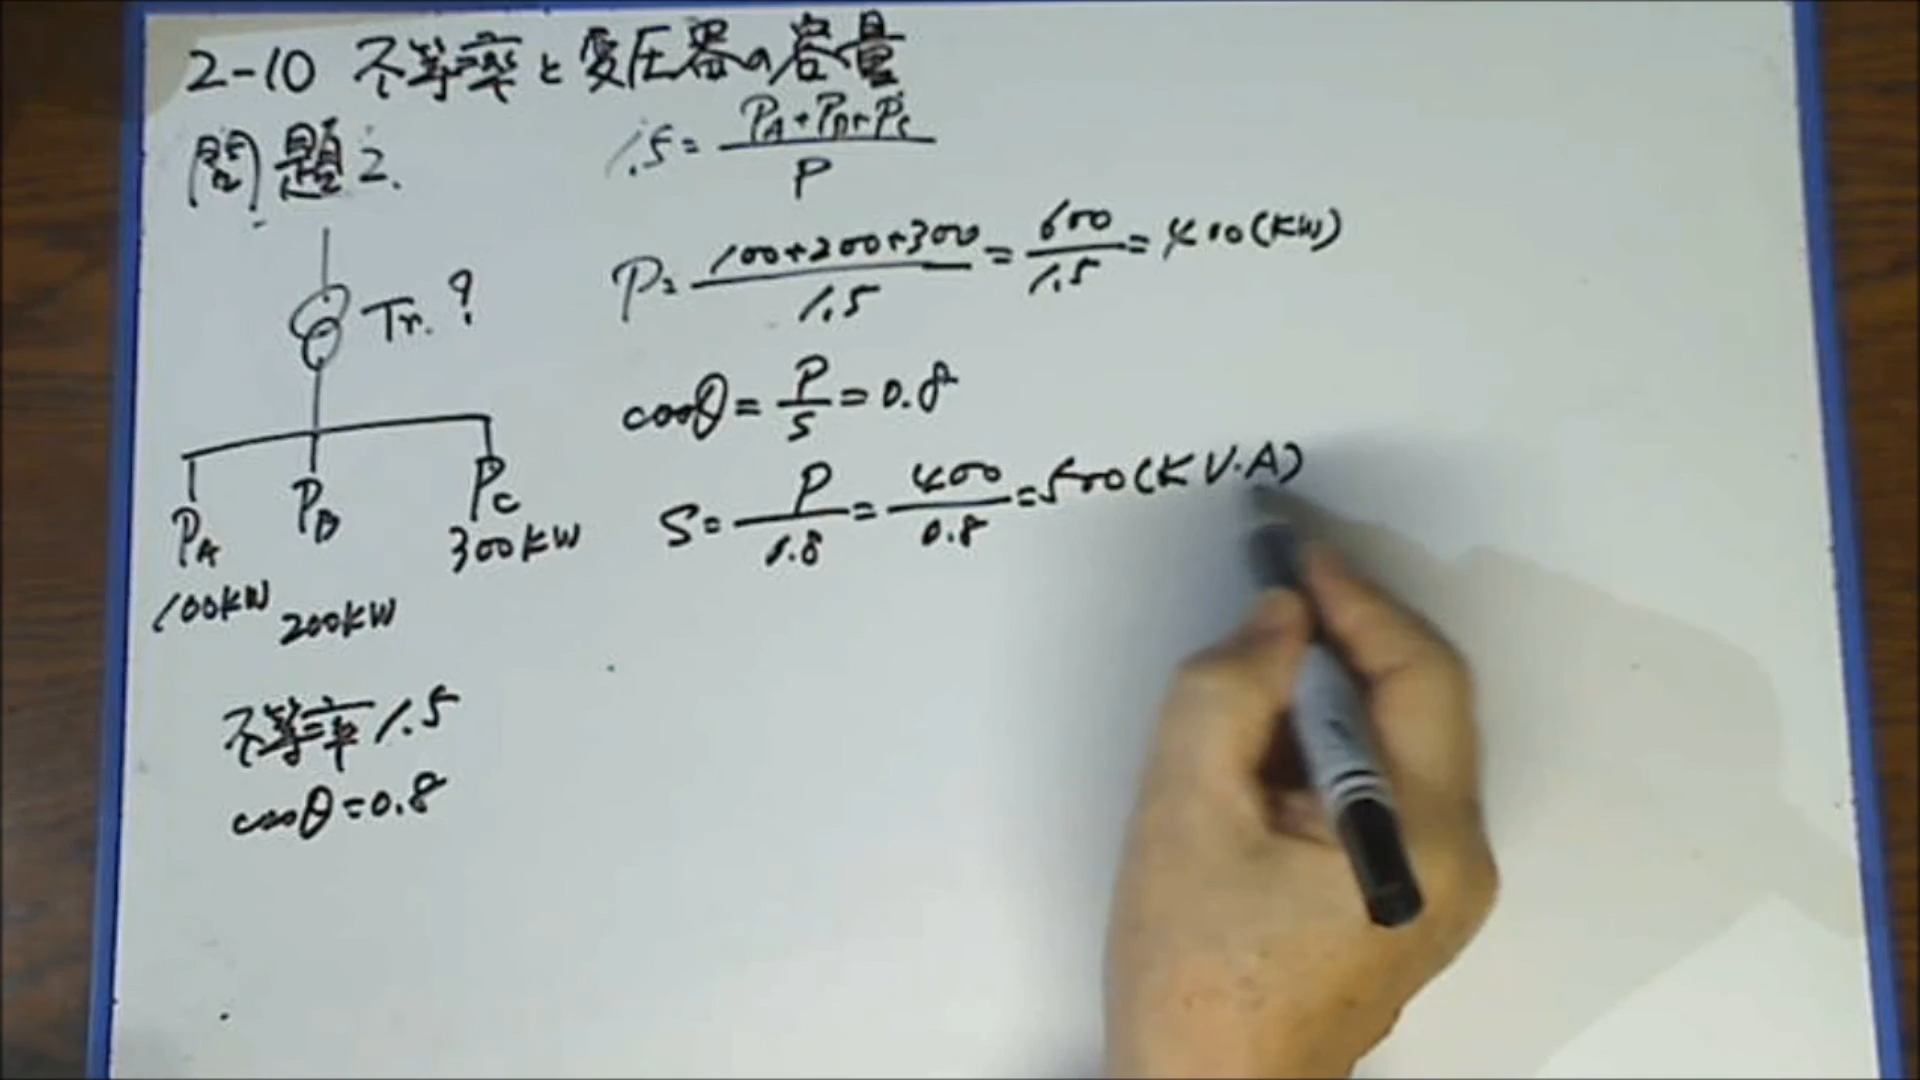 2-10 不等率と変圧器の容量
問題2.
1.5=
PA+PB+PC
P
P=
100+200+300
1.5
=
600
1.5
=400(KW)
Tr.?
cosθ=
P
S
=0.8
S=
P
0.8
=
400
0.8
=500(KV.A)
PA
PB
PC
100KW
200KW
300KW
不等率1.5
cosθ=0.8